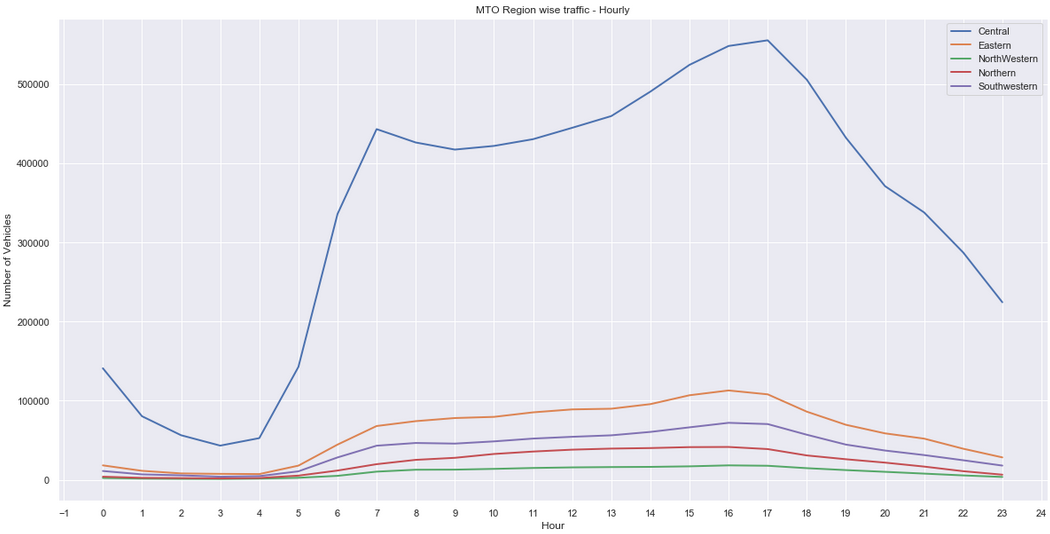 MTO Region wise traffic - Hourly
Central
Eastern
NorthWestern
Northern
Southwestern
500000
400000
300000
200000
100000
0
Number of Vehicles
−1 0 1 2 3 4 5 6 7 8 9 10 11 12 13 14 15 16 17 18 19 20 21 22 23 24
Hour